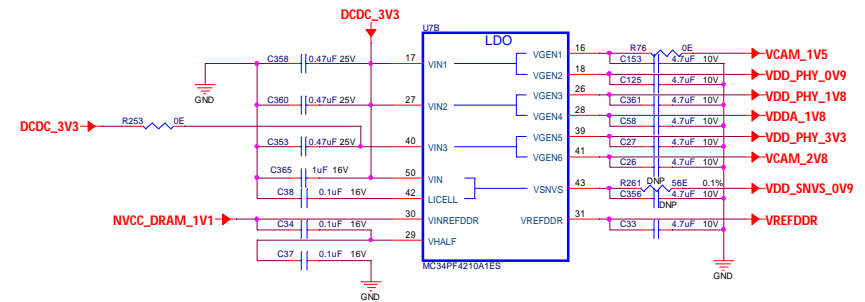 DCDC_3V3
U7B
LDO
C358 0.47uF 25V 17 VIN1
VGEN1 16 R76 0E VCAM_1V5
C153 4.7uF 10V
GND
VGEN2 18 VDD_PHY_0V9
C125 4.7uF 10V
C360 0.47uF 25V 27 VIN2
VGEN3 26 VDD_PHY_1V8
C361 4.7uF 10V
VGEN4 28 VDDA_1V8
C58 4.7uF 10V
DCDC_3V3 R253 0E
C353 0.47uF 25V 40 VIN3
VGEN5 39 VDD_PHY_3V3
C27 4.7uF 10V
VGEN6 41 VCAM_2V8
C26 4.7uF 10V
C365 1uF 16V 50 VIN
DNP
VSNVS 43 R261 56E 0.1% VDD_SNVS_0V9
C38 0.1uF 16V 42 LICELL
C356 4.7uF 10V
DNP
NVCC_DRAM_1V1 30 VINREFDDR
VREFDDR 31 VREFDDR
C34 0.1uF 16V 29 VHALF
C33 4.7uF 10V
C37 0.1uF 16V
MC34PF4210A1ES
GND
GND